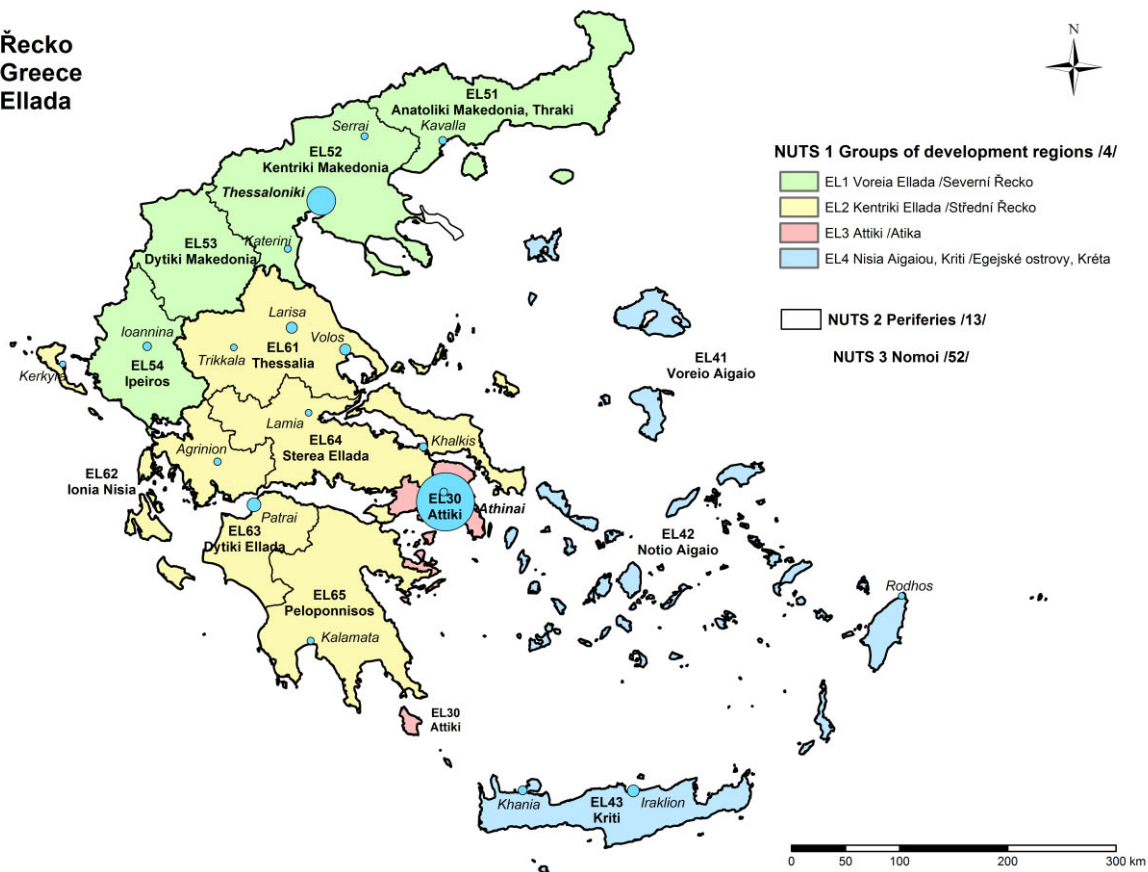 Řecko
Greece
Ellada
N
EL51
Anatoliki Makedonia, Thraki
Serrai
Kavalla
EL52
Kentriki Makedonia
Thessaloniki
EL53
Dytiki Makedonia
Katerini
Ioannina
EL54
Ipeiros
Kerkyra
Larisa
Volos
EL61
Thessalia
Trikkala
Lamia
EL64
Sterea Ellada
Khalkis
Agrinion
EL62
Ionia Nisia
EL30
Attiki
Athinai
Patrai
EL63
Dytiki Ellada
EL65
Peloponnisos
Kalamata
EL30
Attiki
EL41
Voreio Aigaio
EL42
Notio Aigaio
Rodhos
Khania
EL43
Kriti
Iraklion
NUTS 1 Groups of development regions /4/
EL1 Voreia Ellada /Severní Řecko
EL2 Kentriki Ellada /Střední Řecko
EL3 Attiki /Atika
EL4 Nisia Aigaiou, Kriti /Egejské ostrovy, Kréta
NUTS 2 Periferies /13/
NUTS 3 Nomoi /52/
0 50 100 200 300 km